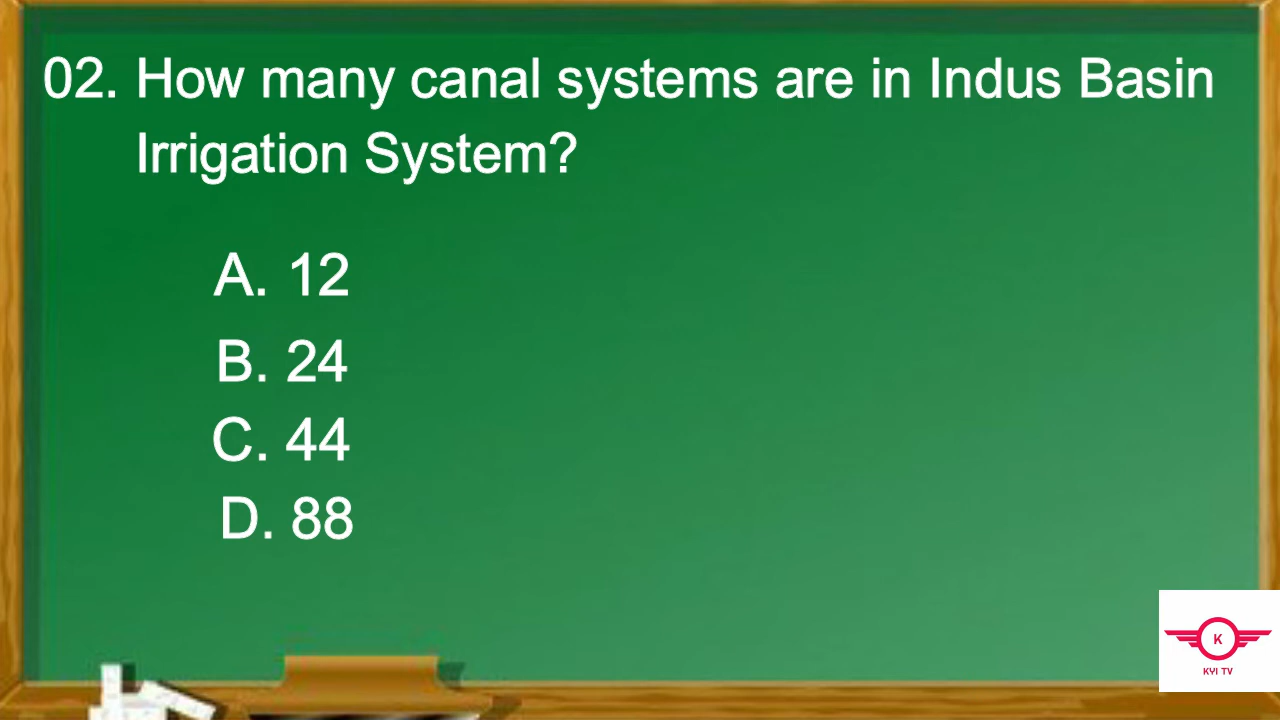 02. How many canal systems are in Indus Basin
Irrigation System?
A. 12
B. 24
C. 44
D. 88
K
KYI TV